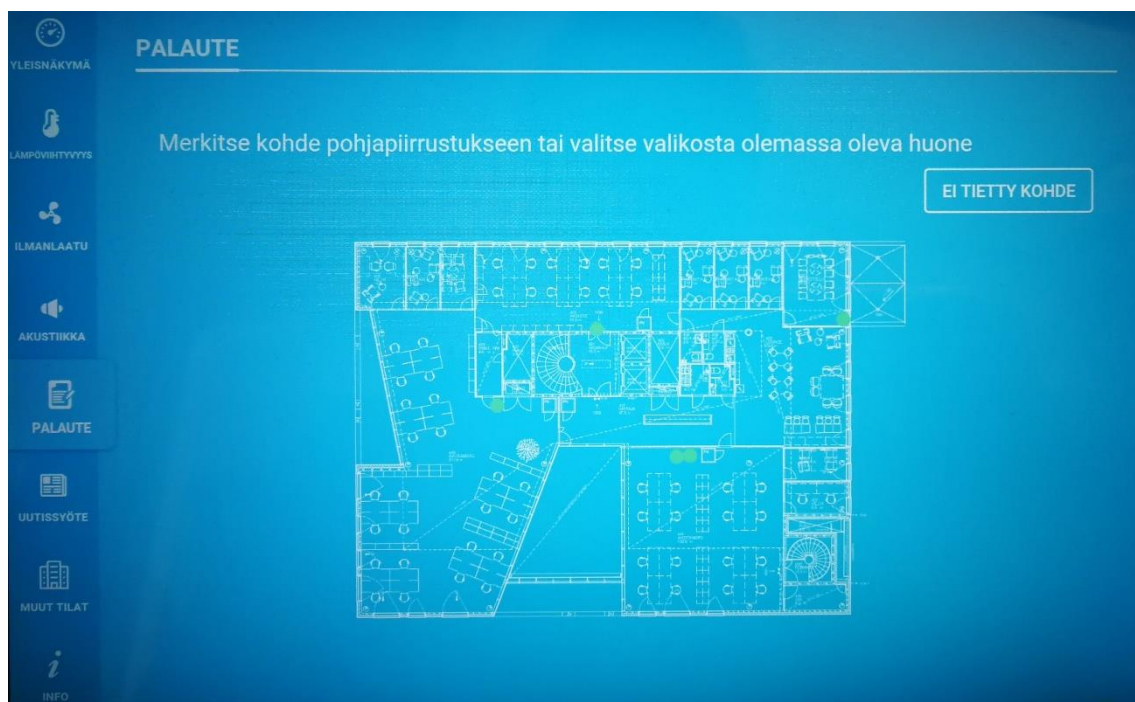 YLEISNÄKYMÄ
LÄMPÖVIIHTYVYYS
ILMANLAATU
AKUSTIIKKA
PALAUTE
UUTISSYÖTE
MUUT TILAT
INFO
PALAUTE
Merkitse kohde pohjapiirrustukseen tai valitse valikosta olemassa oleva huone
EI TIETTY KOHDE